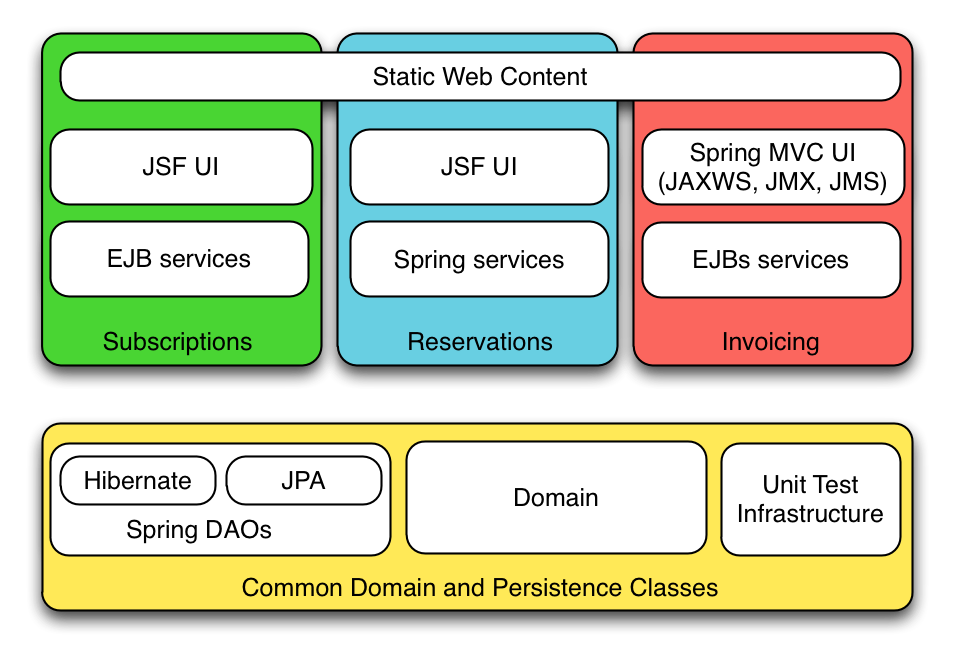 Static Web Content
JSF UI
JSF UI
Spring MVC UI
(JAXWS, JMX, JMS)
EJB services
Spring services
EJBs services
Subscriptions
Reservations
Invoicing
Hibernate
JPA
Spring DAOs
Domain
Unit Test
Infrastructure
Common Domain and Persistence Classes